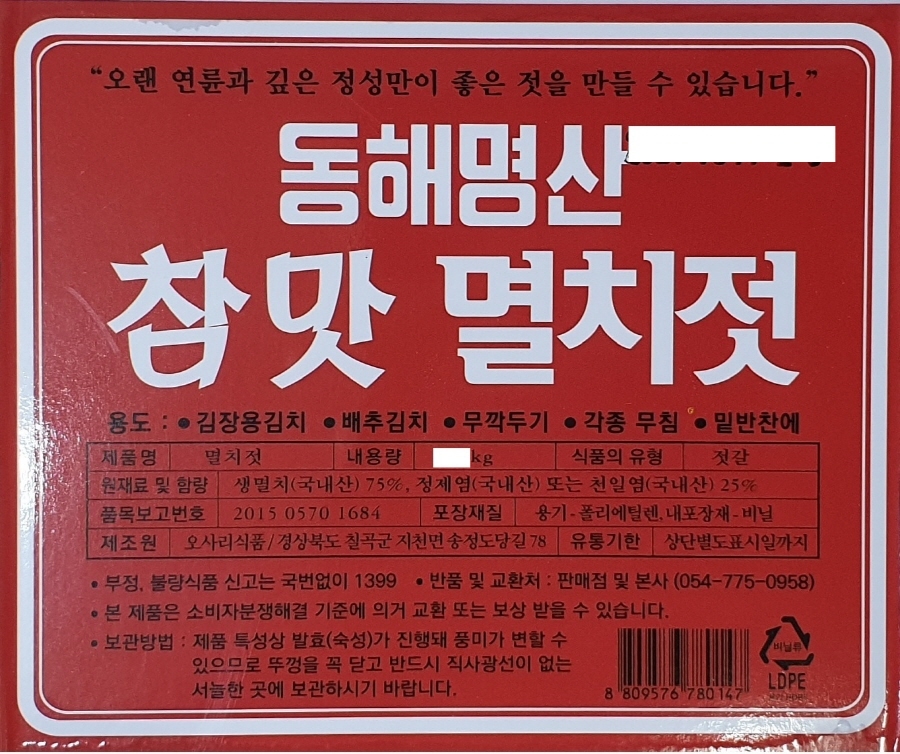 “오랜 연륜과 깊은 정성만이 좋은 젓을 만들 수 있습니다.”
동해명산
참맛 멸치젓
용도 : ●김장용김치 ●배추김치 ●무깍두기 ●각종 무침 ●밑반찬에
제품명 멸치젓 내용량 kg 식품의 유형 젓갈
원재료 및 함량 생멸치(국내산) 75%, 정제염(국내산) 또는 천일염(국내산) 25%
품목보고번호 2015 0570 1684 포장재질 용기-폴리에틸렌, 내포장재-비닐
제조원 오사리식품/경상북도 칠곡군 지천면 송정도담길 78 유통기한 상단별도표시일까지
• 부정, 불량식품 신고는 국번없이 1399 • 반품 및 교환처 : 판매점 및 본사 (054-775-0958)
• 본 제품은 소비자분쟁해결 기준에 의거 교환 또는 보상 받을 수 있습니다.
• 보관방법 : 제품 특성상 발효(숙성)가 진행돼 풍미가 변할 수
있으므로 뚜껑을 꼭 닫고 반드시 직사광선이 없는
서늘한 곳에 보관하시기 바랍니다.
8 809576 780147
비닐류
LDPE